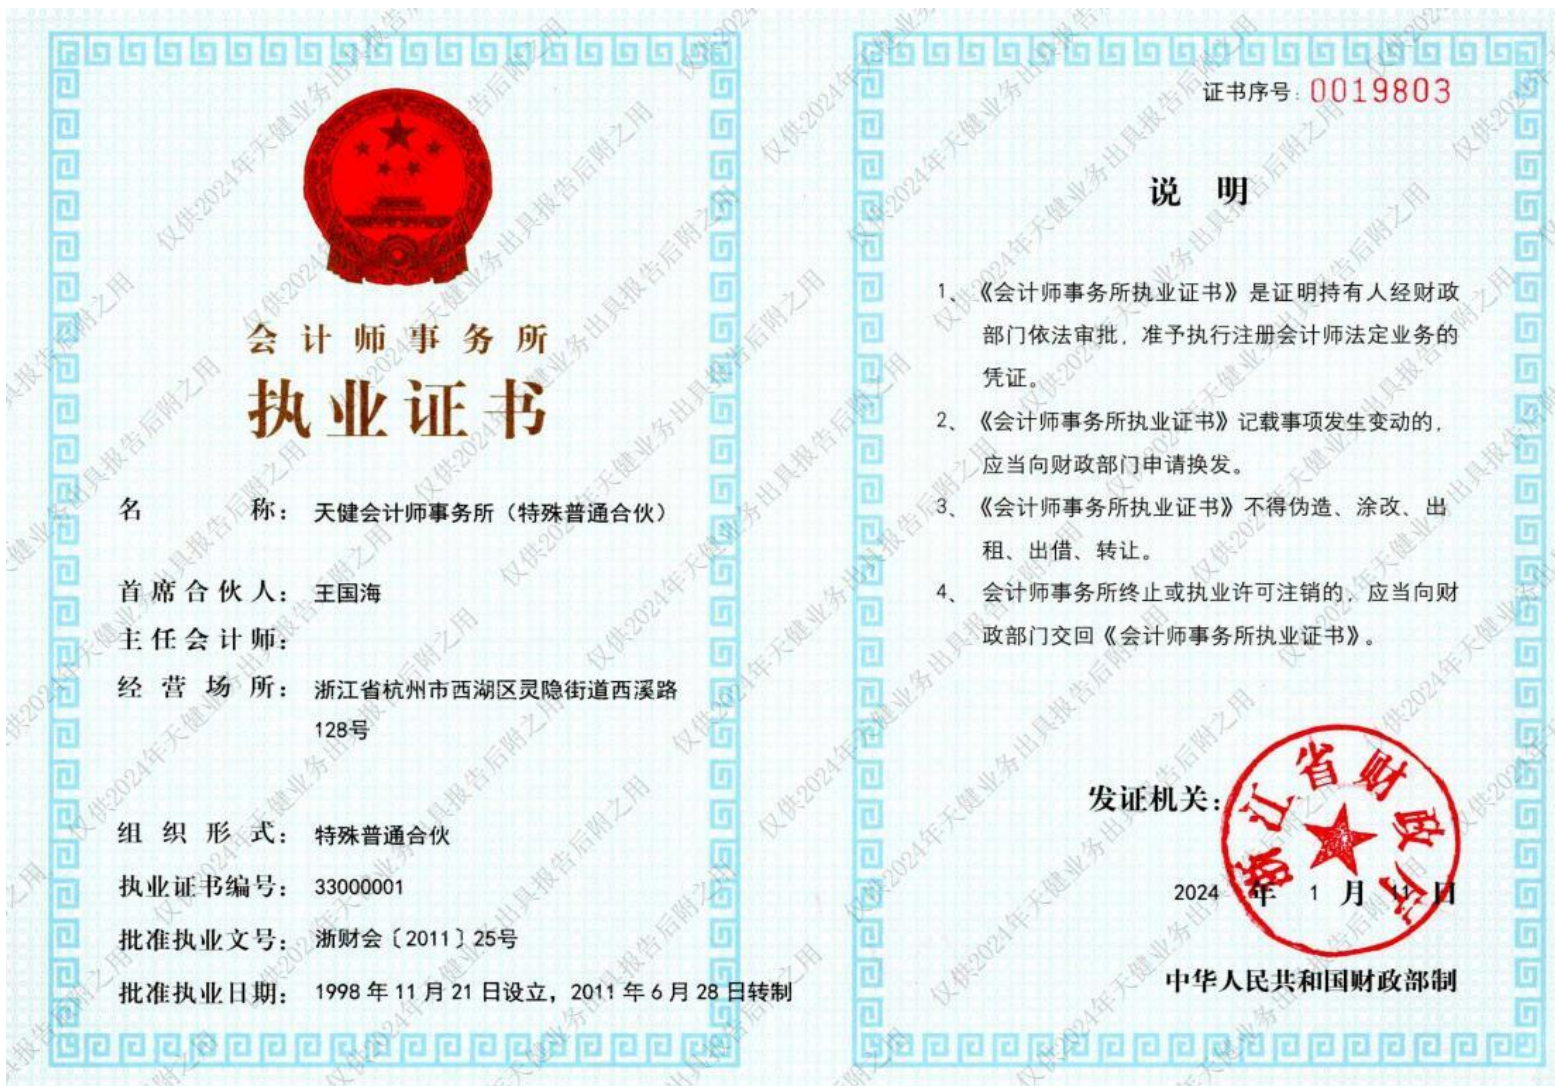 会计师事务所
执业证书
名称：天健会计师事务所（特殊普通合伙）
首席合伙人：王国海
主任会计师：
经营场所：浙江省杭州市西湖区灵隐街道西溪路
128号
组织形式：特殊普通合伙
执业证书编号：33000001
批准执业文号：浙财会〔2011〕25号
批准执业日期：1998年11月21日设立，2011年6月28日转制
证书序号：0019803
说明
1、《会计师事务所执业证书》是证明持有人经财政
部门依法审批，准予执行注册会计师法定业务的
凭证。
2、《会计师事务所执业证书》记载事项发生变动的，
应当向财政部门申请换发。
3、《会计师事务所执业证书》不得伪造、涂改、出
租、出借、转让。
4、会计师事务所终止或执业许可注销的，应当向财
政部门交回《会计师事务所执业证书》。
发证机关：
浙江省财政厅
2024年1月11日
中华人民共和国财政部制
仅供2024年天健业务出具报告后附之用